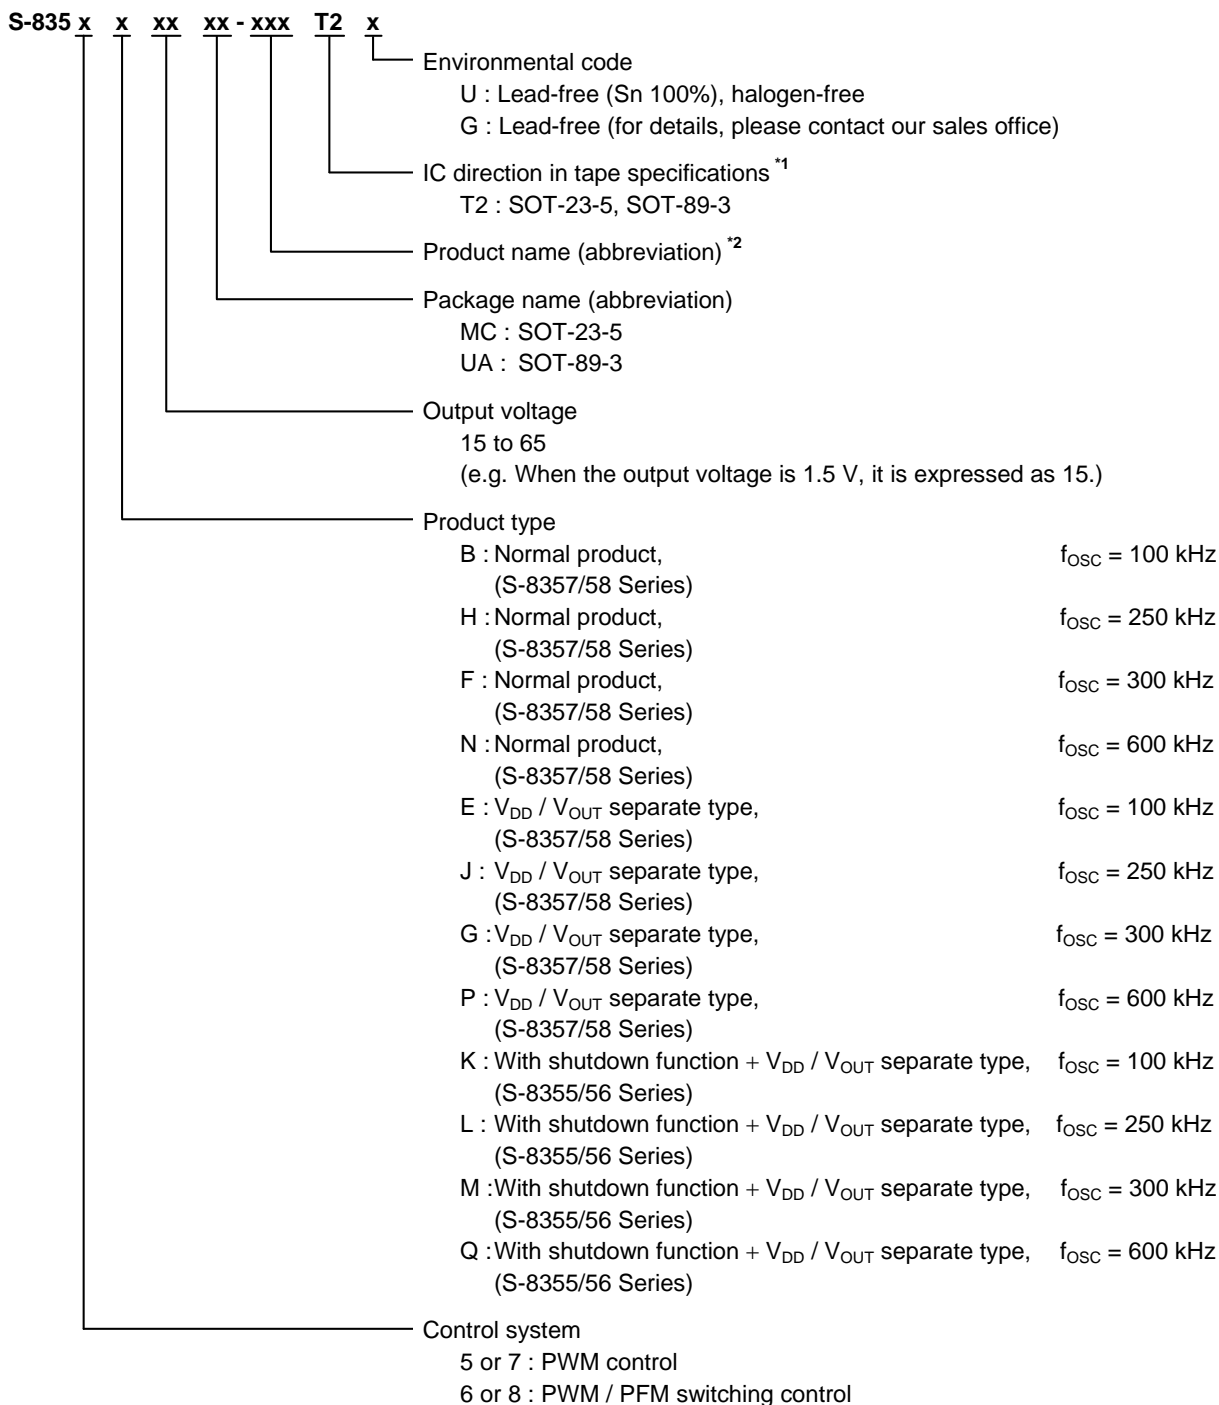 S-835 x x xx xx - xxx T2 x
Environmental code
U : Lead-free (Sn 100%), halogen-free
G : Lead-free (for details, please contact our sales office)
IC direction in tape specifications *1
T2 : SOT-23-5, SOT-89-3
Product name (abbreviation) *2
Package name (abbreviation)
MC : SOT-23-5
UA : SOT-89-3
Output voltage
15 to 65
(e.g. When the output voltage is 1.5 V, it is expressed as 15.)
Product type
B : Normal product, fOSC = 100 kHz
(S-8357/58 Series)
H : Normal product, fOSC = 250 kHz
(S-8357/58 Series)
F : Normal product, fOSC = 300 kHz
(S-8357/58 Series)
N : Normal product, fOSC = 600 kHz
(S-8357/58 Series)
E : VDD / VOUT separate type, fOSC = 100 kHz
(S-8357/58 Series)
J : VDD / VOUT separate type, fOSC = 250 kHz
(S-8357/58 Series)
G : VDD / VOUT separate type, fOSC = 300 kHz
(S-8357/58 Series)
P : VDD / VOUT separate type, fOSC = 600 kHz
(S-8357/58 Series)
K : With shutdown function + VDD / VOUT separate type, fOSC = 100 kHz
(S-8355/56 Series)
L : With shutdown function + VDD / VOUT separate type, fOSC = 250 kHz
(S-8355/56 Series)
M : With shutdown function + VDD / VOUT separate type, fOSC = 300 kHz
(S-8355/56 Series)
Q : With shutdown function + VDD / VOUT separate type, fOSC = 600 kHz
(S-8355/56 Series)
Control system
5 or 7 : PWM control
6 or 8 : PWM / PFM switching control